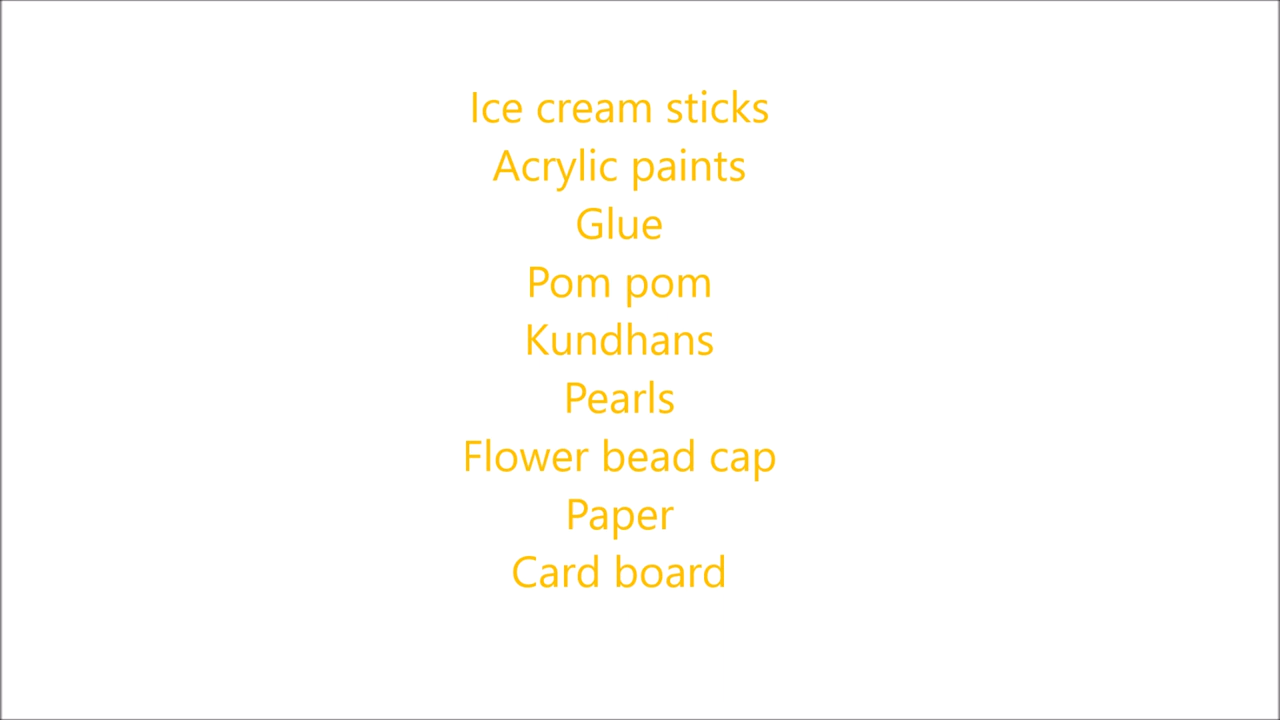 Ice cream sticks
Acrylic paints
Glue
Pom pom
Kundhans
Pearls
Flower bead cap
Paper
Card board